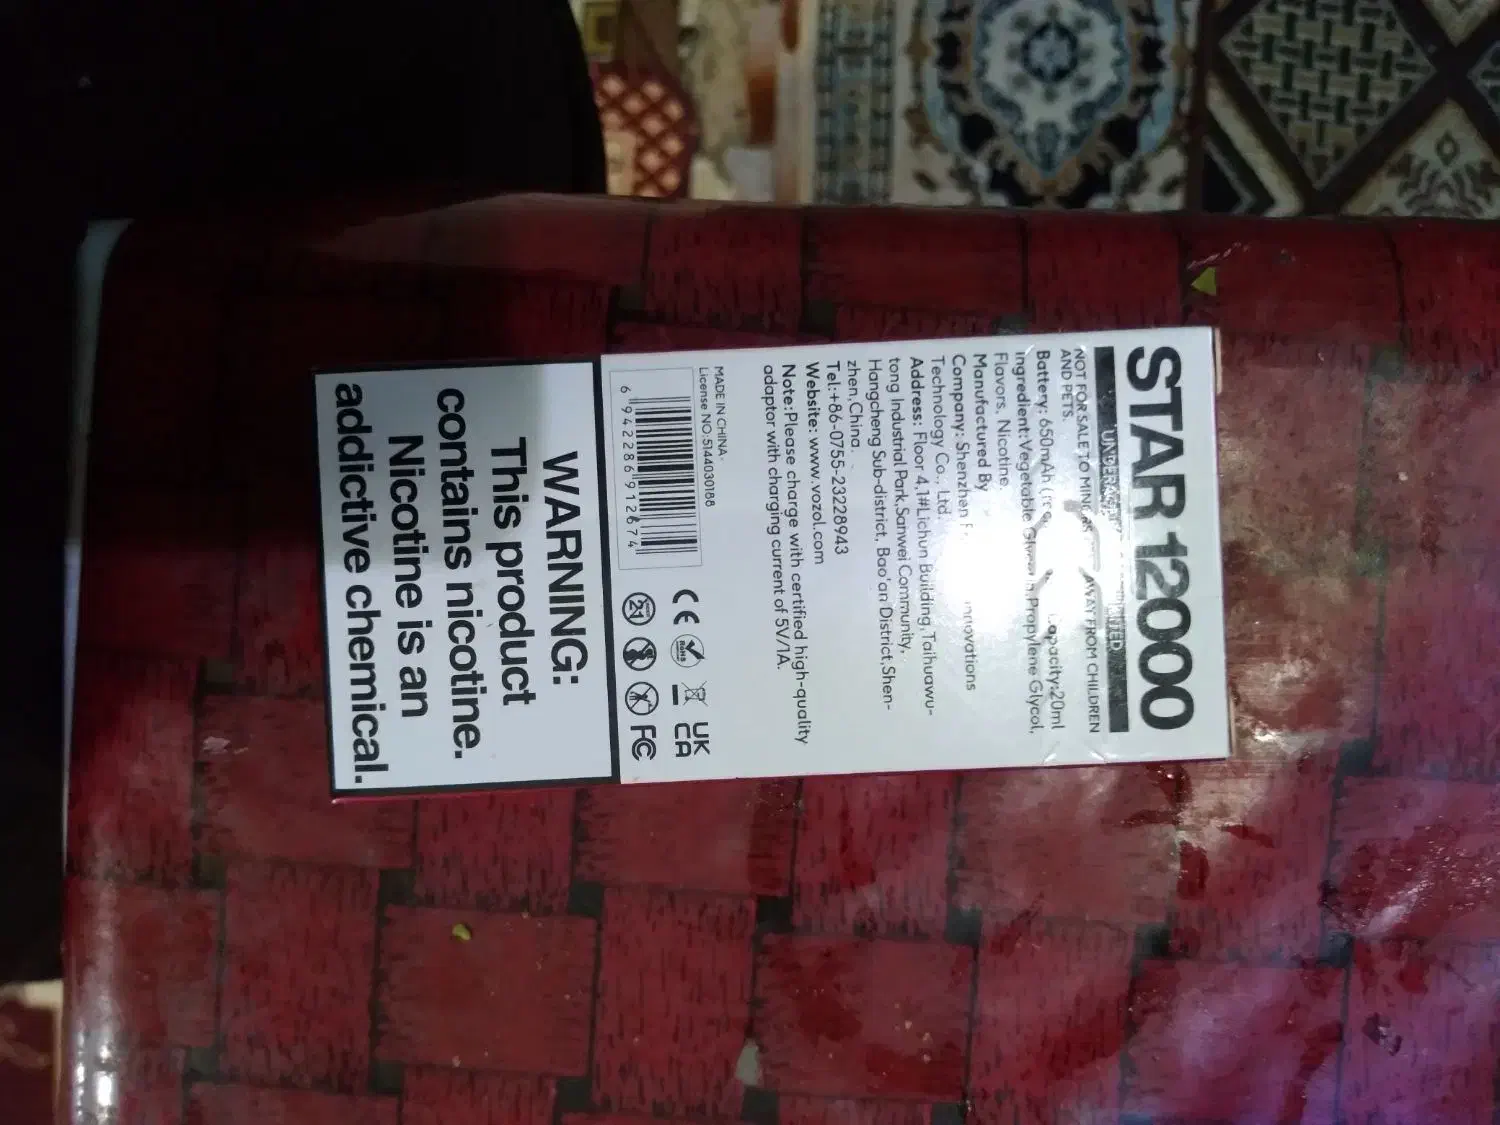 STAR 12000
"UNDERAGE
NOT FOR SALE TO MINORS AWAY FROM CHILDREN
AND PETS.
Battery: 650mAh Capacity:20ml
Ingredient:Vegetable Glycerin,Propylene Glycol,
Flavors, Nicotine.
Manufactured By
Company: Shenzhen Innovations
Technology Co., Ltd.
Address: Floor 4,1#Lichun Building,Taihuawu-
tong Industrial Park,Sanwei Community,
Hangcheng Sub-district, Bao'an District,Shen-
zhen,China.
Tel:+86-0755-23228943
Website: www.vozol.com
Note:Please charge with certified high-quality
adaptor with charging current of 5V/1A.
MADE IN CHINA
License NO:5144030188
6 942286 912674
CE RoHS UK
CA
21 FC
WARNING:
This product
contains nicotine.
Nicotine is an
addictive chemical.